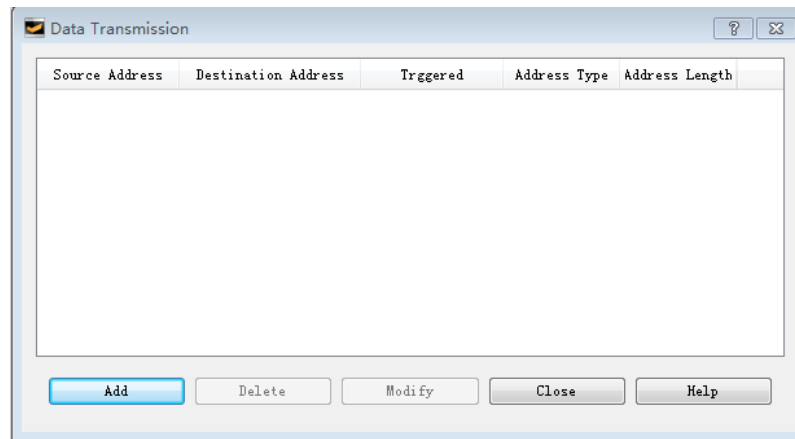 Data Transmission
Source Address Destination Address Trggered Address Type Address Length
Add Delete Modify Close Help